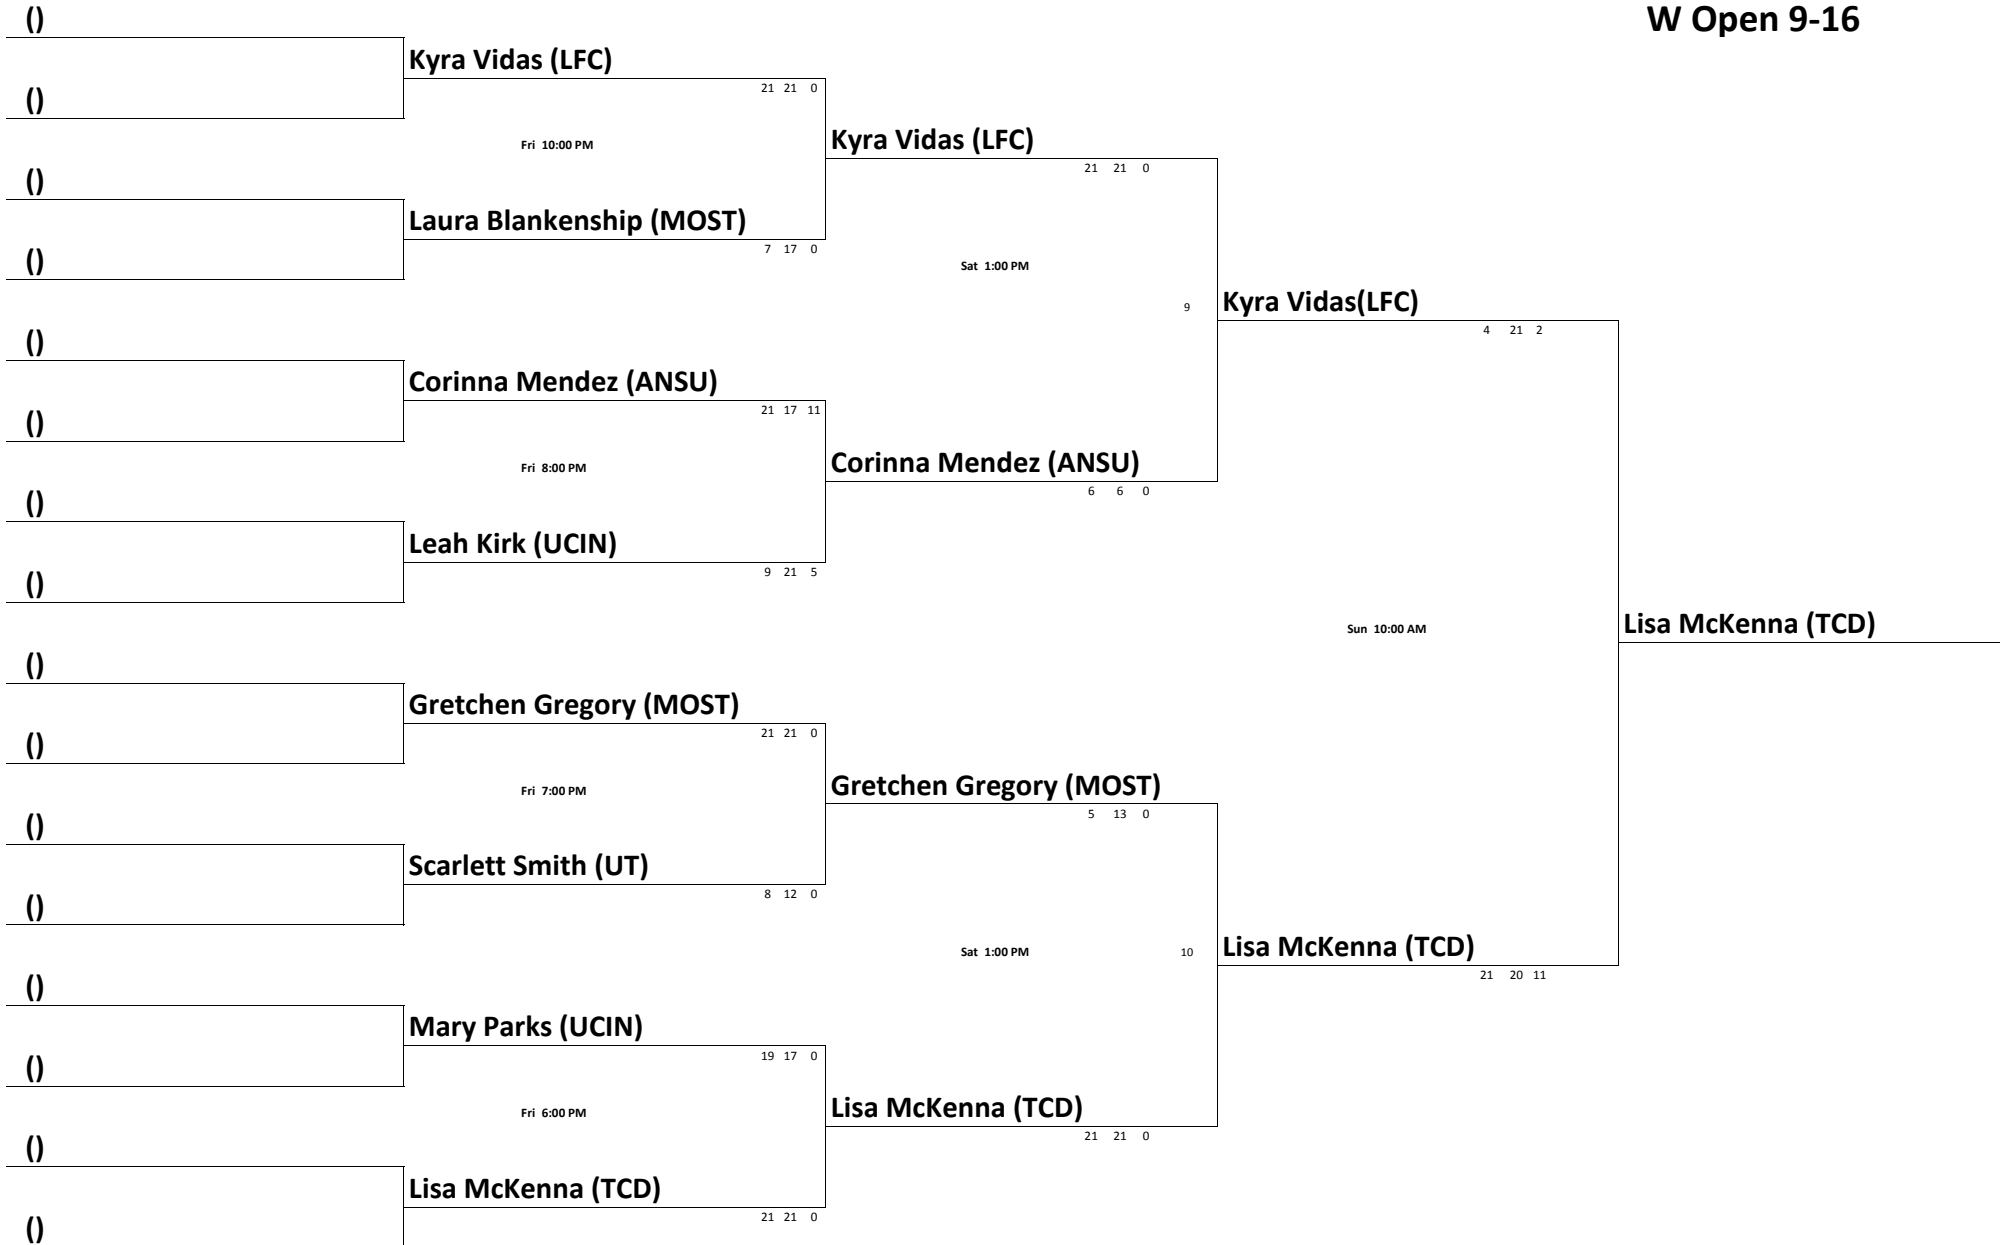 ()
W Open 9-16
Kyra Vidas (LFC)
21 21 0
()
Fri 10:00 PM
Kyra Vidas (LFC)
21 21 0
()
Laura Blankenship (MOST)
7 17 0
()
Sat 1:00 PM
9
Kyra Vidas(LFC)
4 21 2
()
Corinna Mendez (ANSU)
21 17 11
()
Fri 8:00 PM
Corinna Mendez (ANSU)
6 6 0
()
Leah Kirk (UCIN)
9 21 5
()
Sun 10:00 AM
Lisa McKenna (TCD)
()
Gretchen Gregory (MOST)
21 21 0
()
Fri 7:00 PM
Gretchen Gregory (MOST)
5 13 0
()
Scarlett Smith (UT)
8 12 0
()
Sat 1:00 PM
10
Lisa McKenna (TCD)
21 20 11
()
Mary Parks (UCIN)
19 17 0
()
Fri 6:00 PM
Lisa McKenna (TCD)
21 21 0
()
Lisa McKenna (TCD)
21 21 0
()